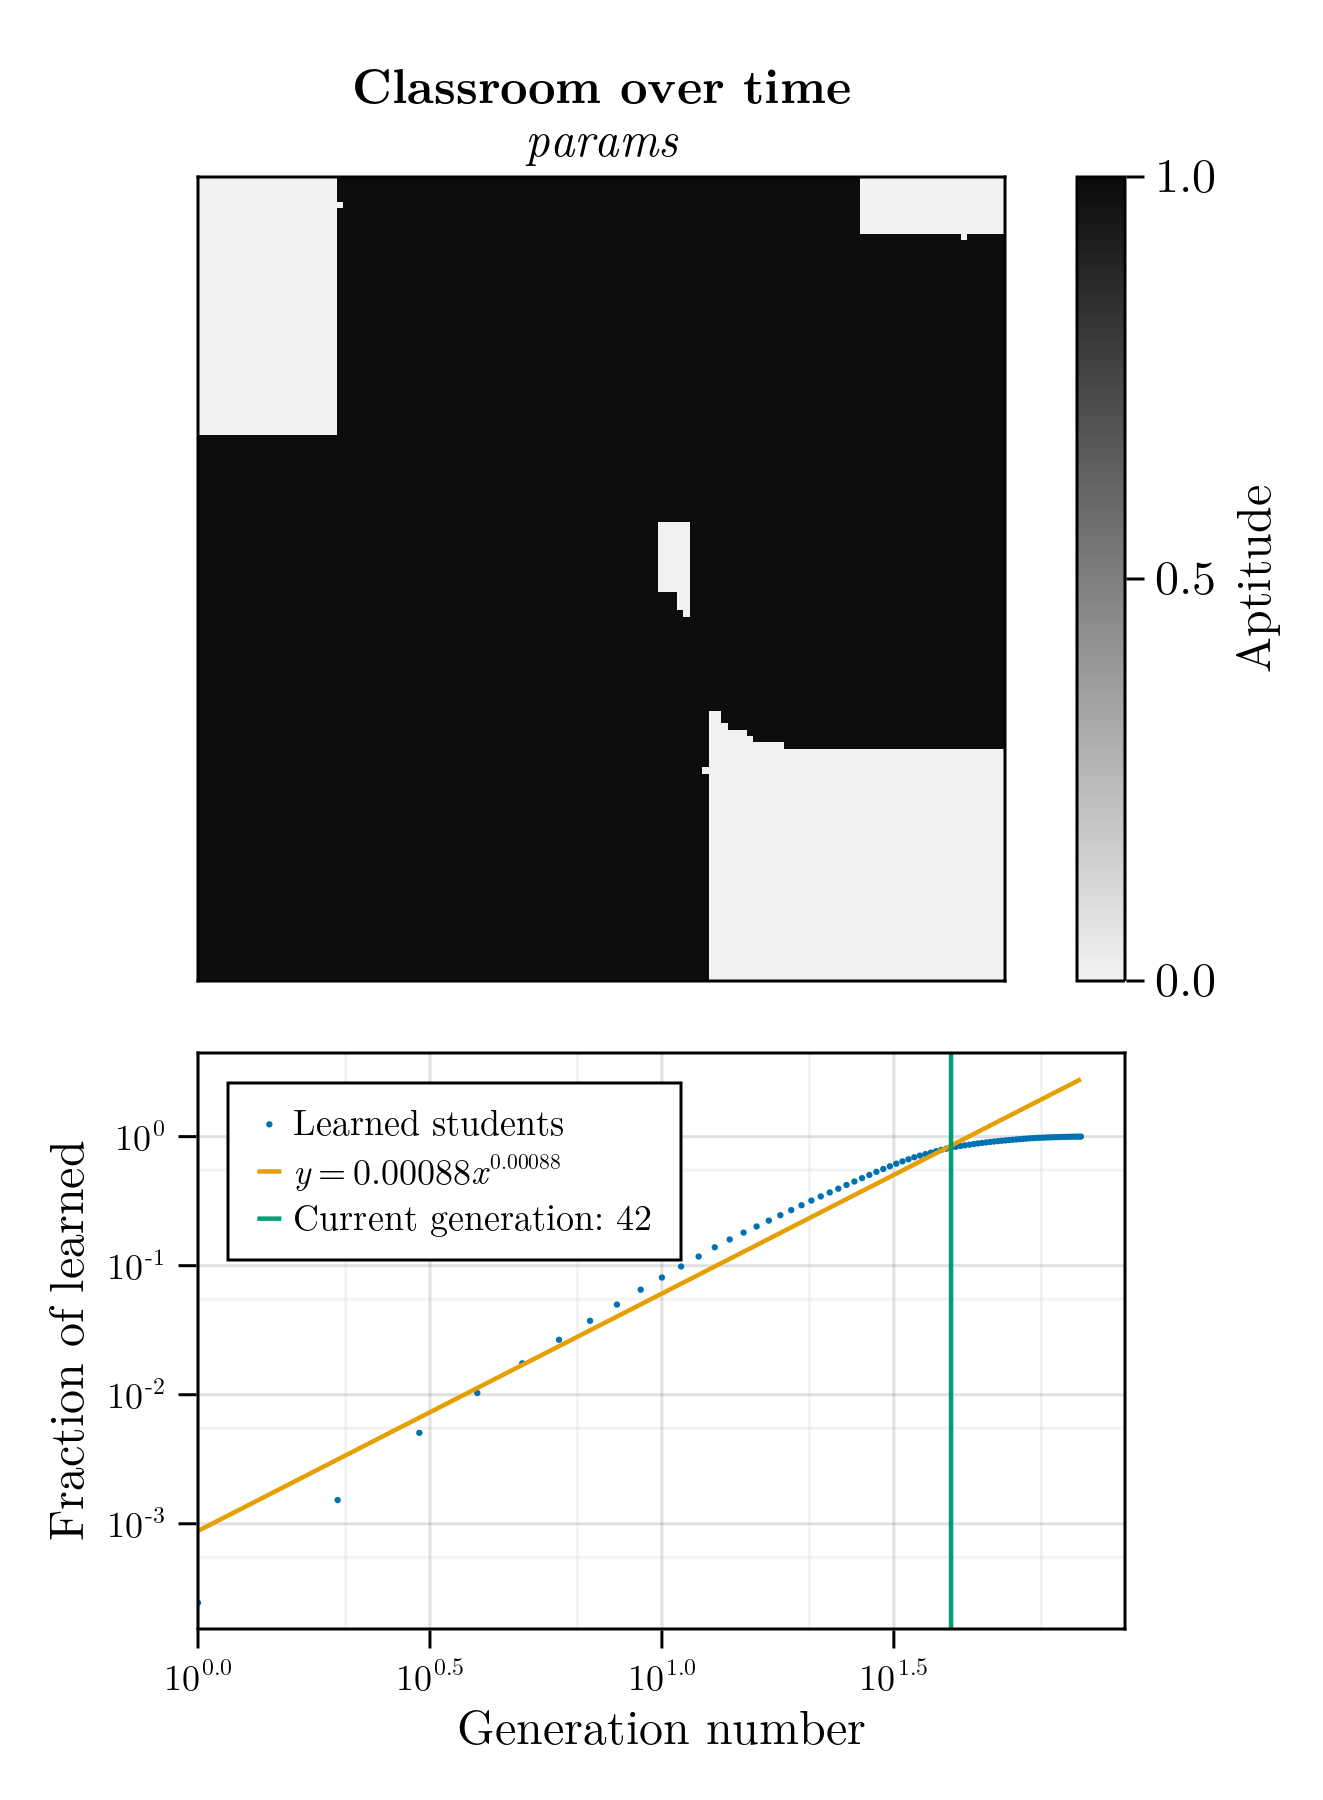 Classroom over time
params
1.0
0.5
0.0
Aptitude
Learned students
y = 0.00088x^0.00088
Current generation: 42
10^0
10^-1
10^-2
10^-3
Fraction of learned
10^0.0 10^0.5 10^1.0 10^1.5
Generation number